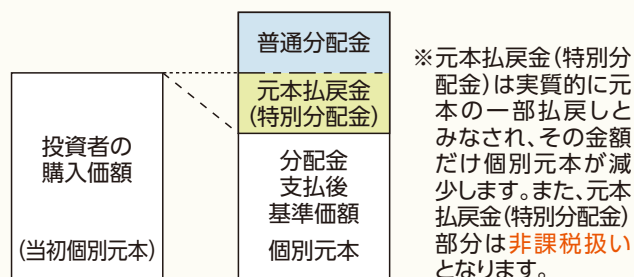 投資者の
購入価額
(当初個別元本)
普通分配金
元本払戻金
(特別分配金)
分配金
支払後
基準価額
個別元本
※元本払戻金(特別分
配金)は実質的に元
本の一部払戻しと
みなされ、その金額
だけ個別元本が減
少します。また、元本
払戻金(特別分配金)
部分は非課税扱い
となります。